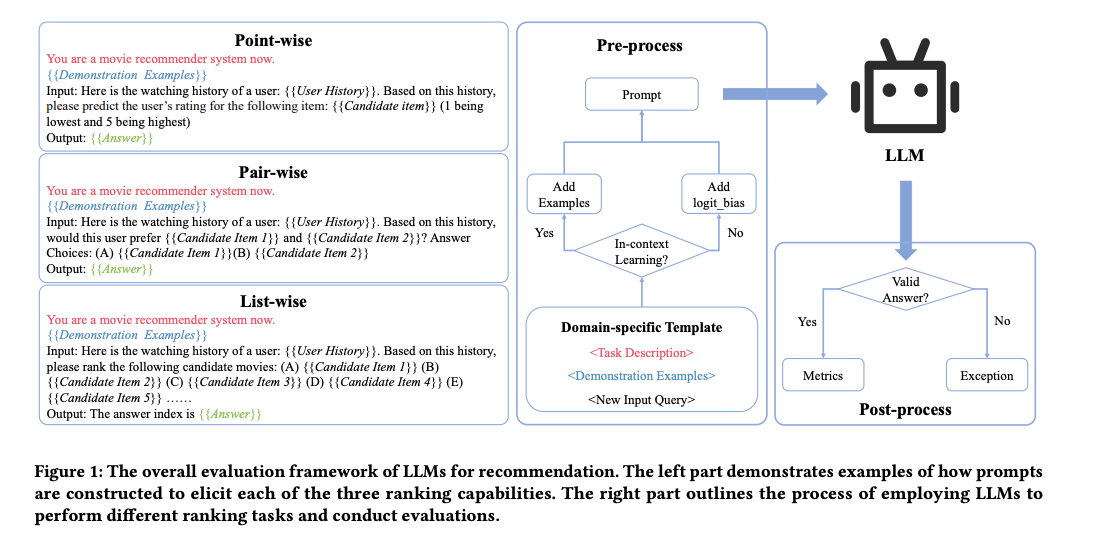 Point-wise
You are a movie recommender system now.
{{Demonstration Examples}}
Input: Here is the watching history of a user: {{User History}}. Based on this history,
please predict the user's rating for the following item: {{Candidate item}} (1 being
lowest and 5 being highest)
Output: {{Answer}}
Pair-wise
You are a movie recommender system now.
{{Demonstration Examples}}
Input: Here is the watching history of a user: {{User History}}. Based on this history,
would this user prefer {{Candidate Item 1}} and {{Candidate Item 2}}? Answer
Choices: (A) {{Candidate Item 1}}(B) {{Candidate Item 2}}
Output: {{Answer}}
List-wise
You are a movie recommender system now.
{{Demonstration Examples}}
Input: Here is the watching history of a user: {{User History}}. Based on this history,
please rank the following candidate movies: (A) {{Candidate Item 1}} (B)
{{Candidate Item 2}} (C) {{Candidate Item 3}} (D) {{Candidate Item 4}} (E)
{{Candidate Item 5}} ……
Output: The answer index is {{Answer}}
Pre-process
Prompt
Add
Examples
Add
logit_bias
Yes
No
In-context
Learning?
Domain-specific Template
<Task Description>
<Demonstration Examples>
<New Input Query>
LLM
Valid
Answer?
Yes
No
Metrics
Exception
Post-process
Figure 1: The overall evaluation framework of LLMs for recommendation. The left part demonstrates examples of how prompts
are constructed to elicit each of the three ranking capabilities. The right part outlines the process of employing LLMs to
perform different ranking tasks and conduct evaluations.